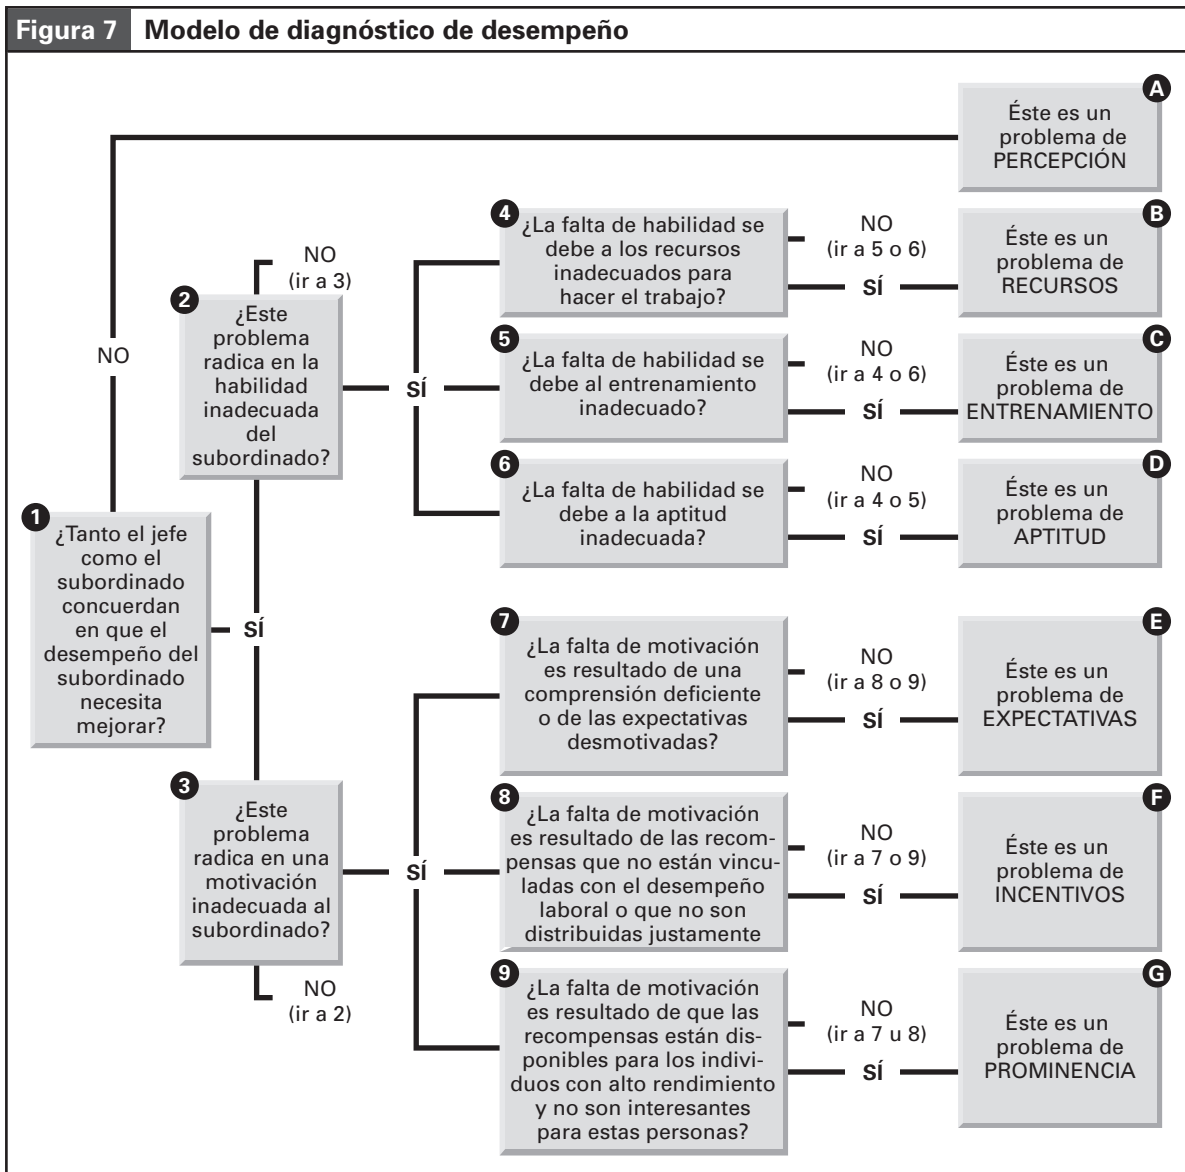 Figura 7 Modelo de diagnóstico de desempeño
A
Éste es un
problema de
PERCEPCIÓN
NO
1
¿Tanto el jefe
como el
subordinado
concuerdan
en que el
desempeño del
subordinado
necesita
mejorar?
SÍ
2
NO
(ir a 3)
¿Este
problema
radica en la
habilidad
inadecuada
del
subordinado?
SÍ
4
¿La falta de habilidad se
debe a los recursos
inadecuados para
hacer el trabajo?
NO
(ir a 5 o 6)
SÍ
B
Éste es un
problema de
RECURSOS
5
¿La falta de habilidad se
debe al entrenamiento
inadecuado?
NO
(ir a 4 o 6)
SÍ
C
Éste es un
problema de
ENTRENAMIENTO
6
¿La falta de habilidad se
debe a la aptitud
inadecuada?
NO
(ir a 4 o 5)
SÍ
D
Éste es un
problema de
APTITUD
3
¿Este
problema
radica en una
motivación
inadecuada al
subordinado?
NO
(ir a 2)
SÍ
7
¿La falta de motivación
es resultado de una
comprensión deficiente
o de las expectativas
desmotivadas?
NO
(ir a 8 o 9)
SÍ
E
Éste es un
problema de
EXPECTATIVAS
8
¿La falta de motivación
es resultado de las recom-
pensas que no están vincu-
ladas con el desempeño
laboral o que no son
distribuidas justamente
NO
(ir a 7 o 9)
SÍ
F
Éste es un
problema de
INCENTIVOS
9
¿La falta de motivación
es resultado de que las
recompensas están dis-
ponibles para los indivi-
duos con alto rendimiento
y no son interesantes
para estas personas?
NO
(ir a 7 u 8)
SÍ
G
Éste es un
problema de
PROMINENCIA